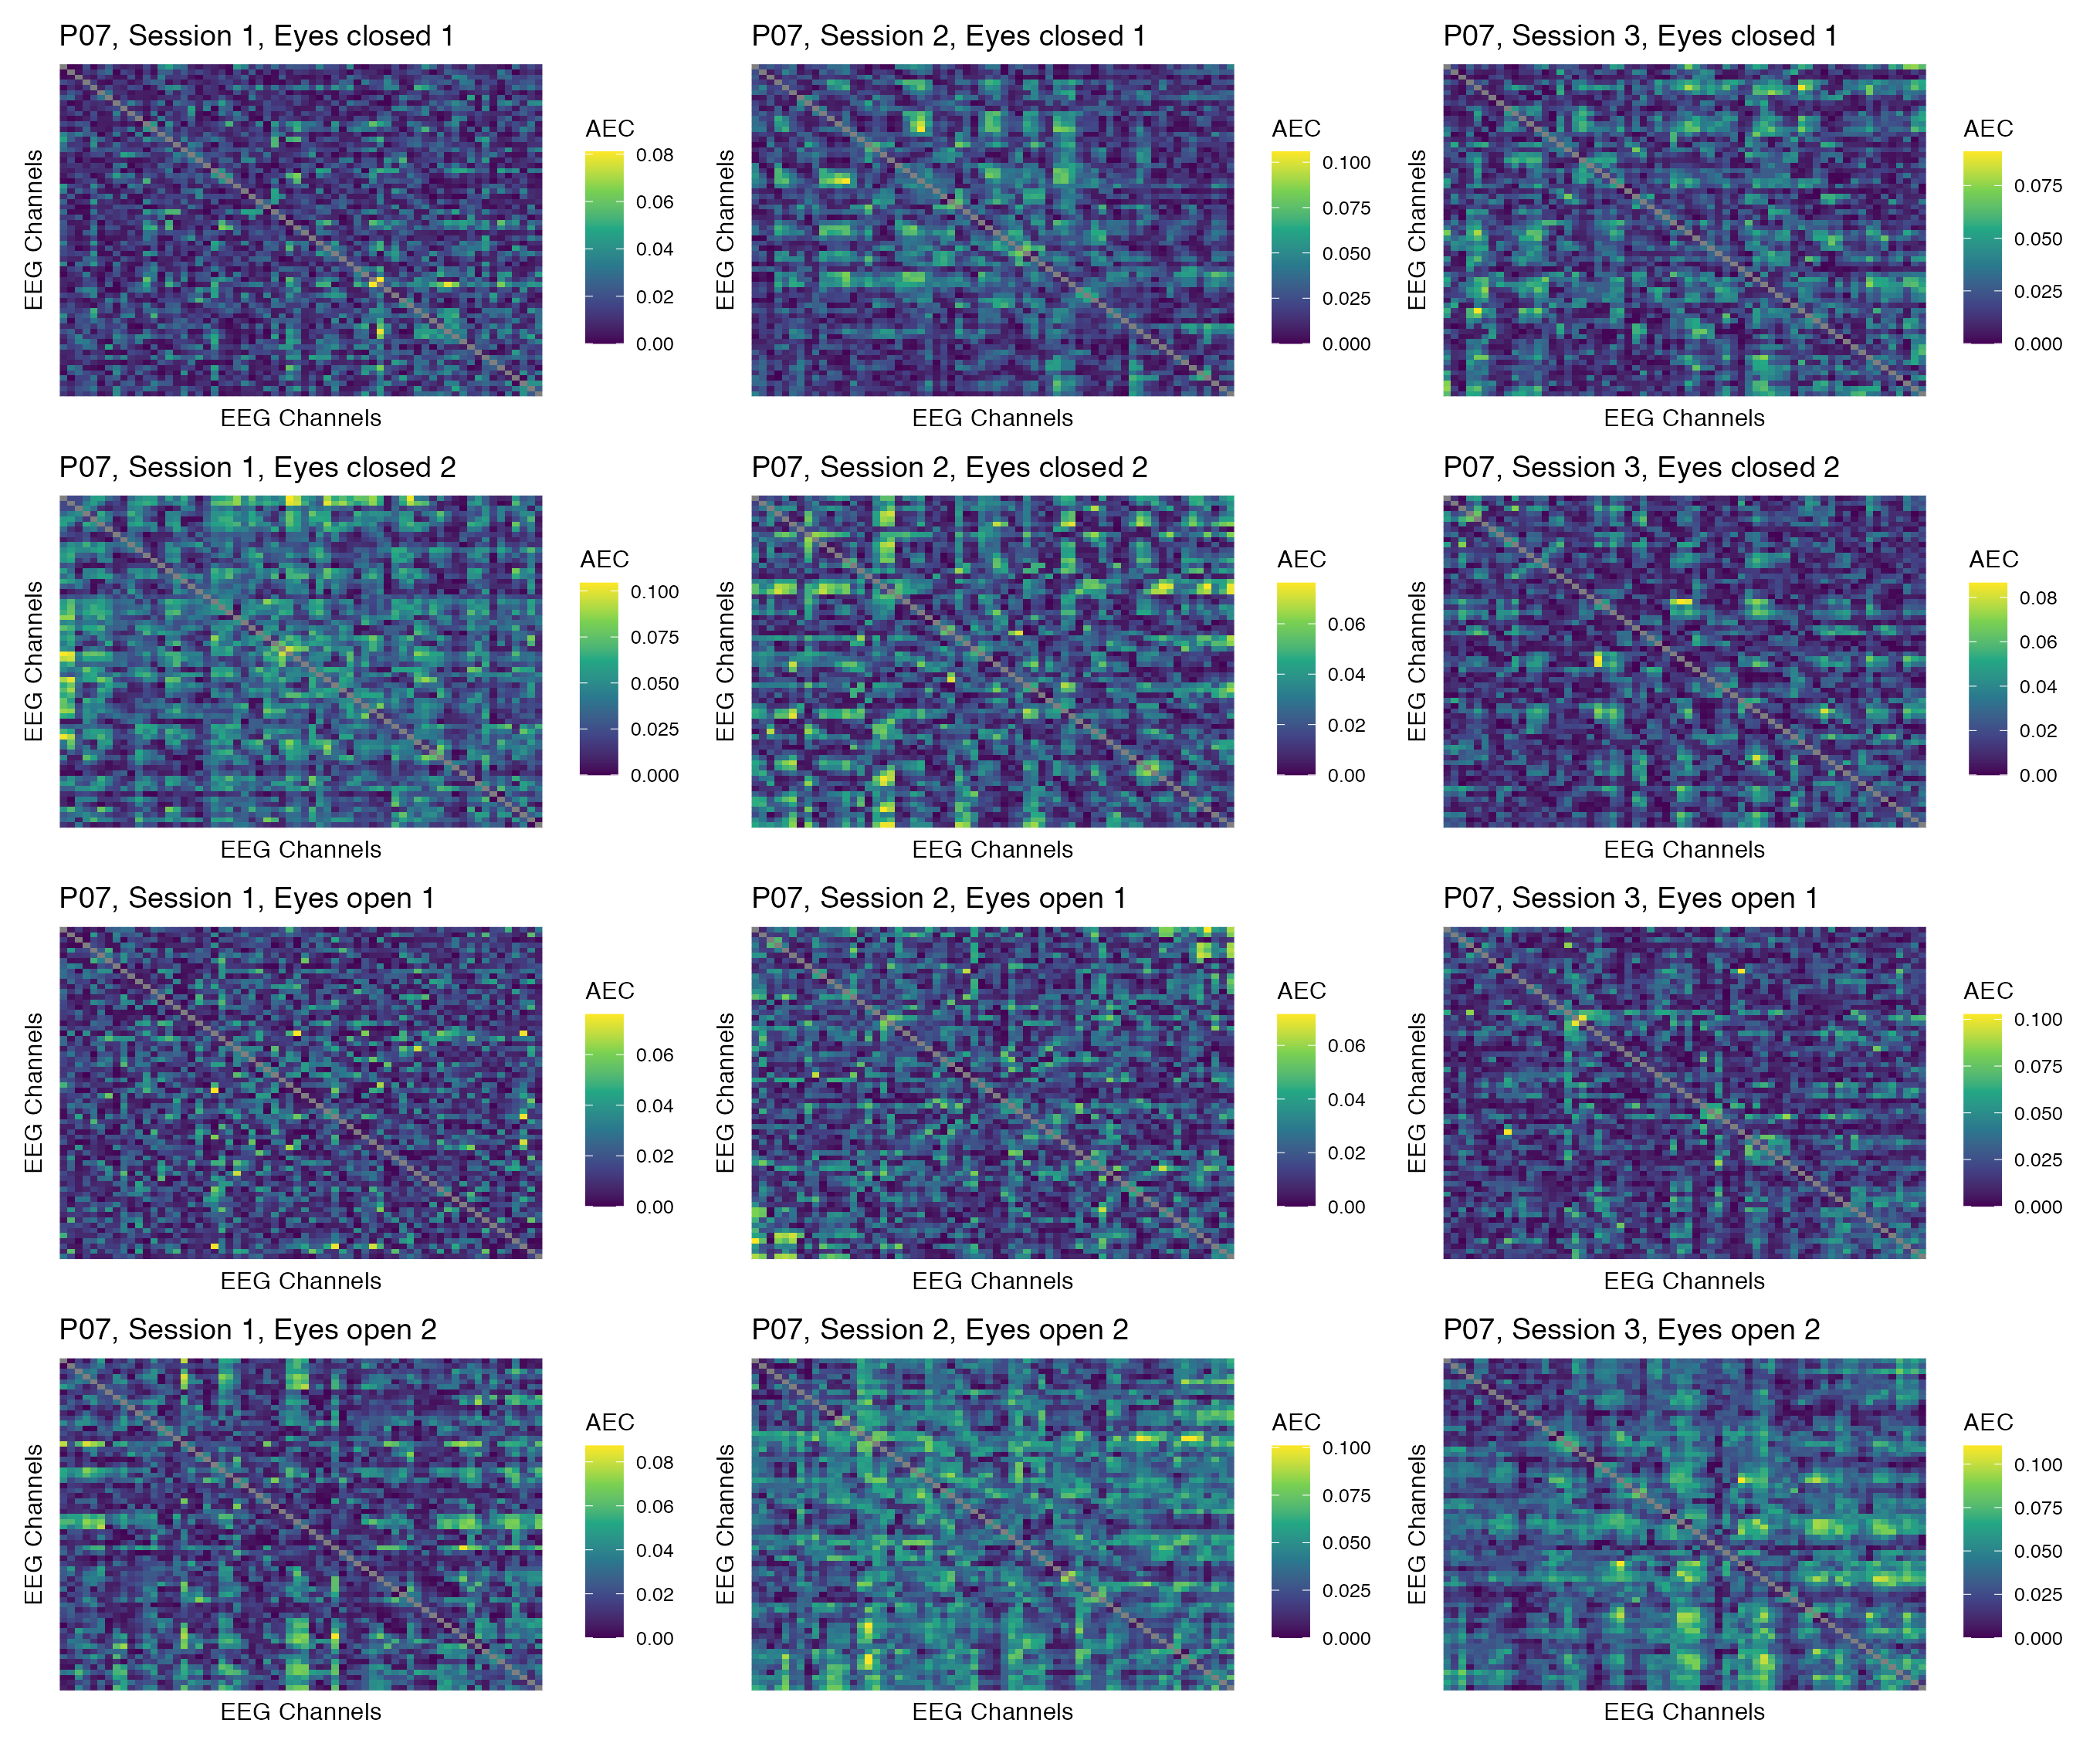 P07, Session 1, Eyes closed 1
P07, Session 2, Eyes closed 1
P07, Session 3, Eyes closed 1
EEG Channels
AEC
0.08
0.06
0.04
0.02
0.00
EEG Channels
EEG Channels
AEC
0.100
0.075
0.050
0.025
0.000
EEG Channels
EEG Channels
AEC
0.075
0.050
0.025
0.000
EEG Channels
P07, Session 1, Eyes closed 2
P07, Session 2, Eyes closed 2
P07, Session 3, Eyes closed 2
EEG Channels
AEC
0.100
0.075
0.050
0.025
0.000
EEG Channels
EEG Channels
AEC
0.06
0.04
0.02
0.00
EEG Channels
EEG Channels
AEC
0.08
0.06
0.04
0.02
0.00
EEG Channels
P07, Session 1, Eyes open 1
P07, Session 2, Eyes open 1
P07, Session 3, Eyes open 1
EEG Channels
AEC
0.06
0.04
0.02
0.00
EEG Channels
EEG Channels
AEC
0.06
0.04
0.02
0.00
EEG Channels
EEG Channels
AEC
0.100
0.075
0.050
0.025
0.000
EEG Channels
P07, Session 1, Eyes open 2
P07, Session 2, Eyes open 2
P07, Session 3, Eyes open 2
EEG Channels
AEC
0.08
0.06
0.04
0.02
0.00
EEG Channels
EEG Channels
AEC
0.100
0.075
0.050
0.025
0.000
EEG Channels
EEG Channels
AEC
0.100
0.075
0.050
0.025
0.000
EEG Channels